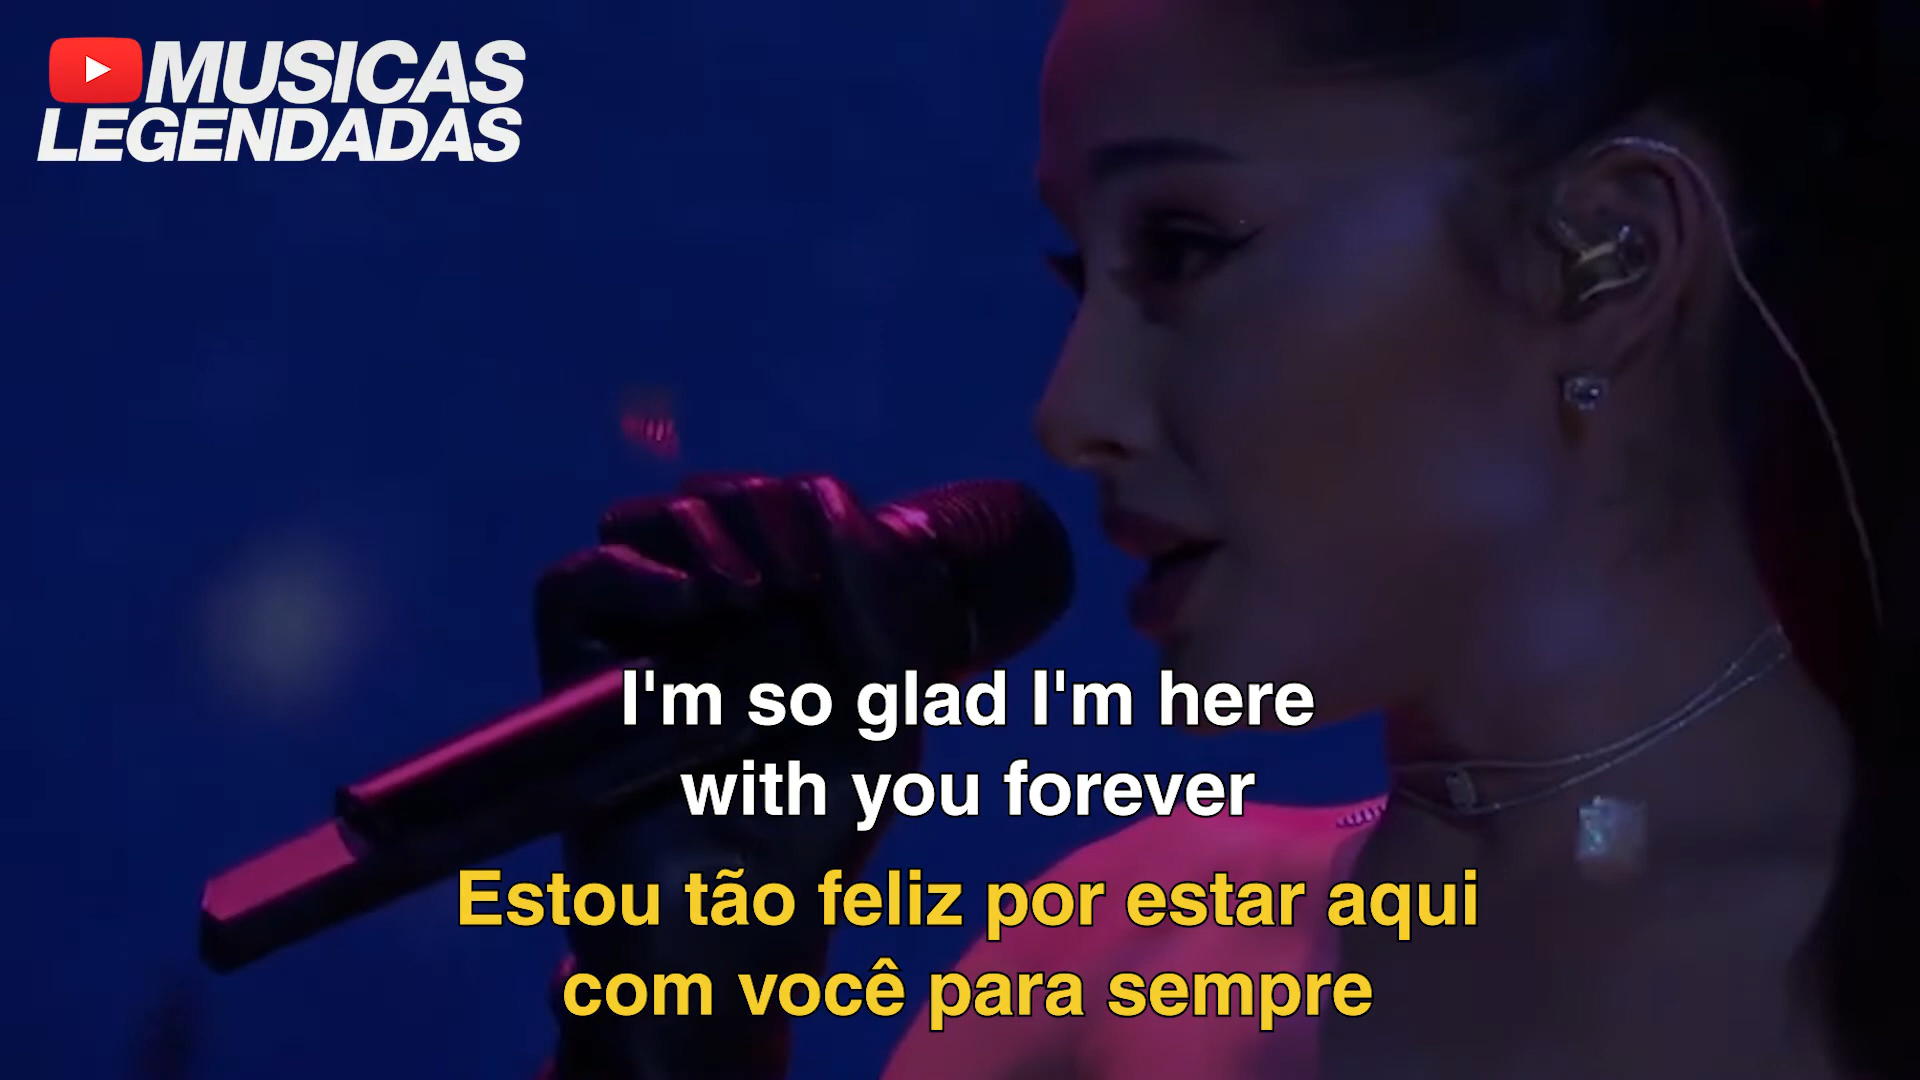 MUSICAS
LEGENDADAS
I'm so glad I'm here
with you forever
Estou tão feliz por estar aqui
com você para sempre